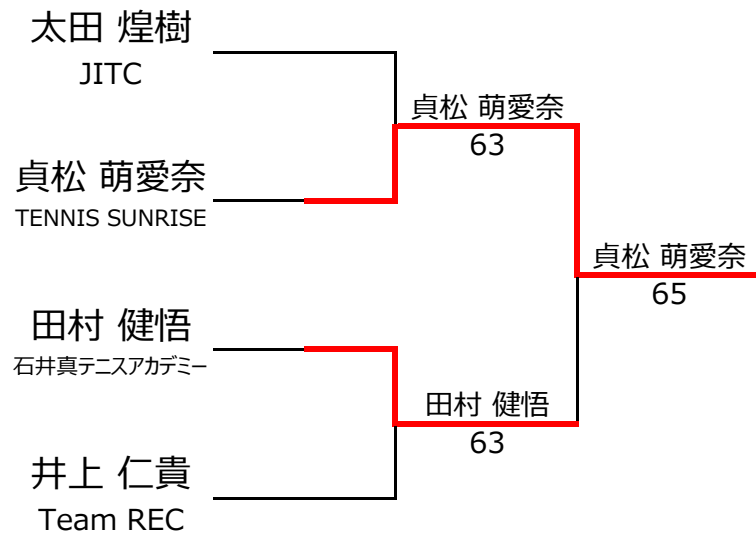 太田 煌樹
JITC
貞松 萌愛奈
63
貞松 萌愛奈
TENNIS SUNRISE
貞松 萌愛奈
65
田村 健悟
石井真テニスアカデミー
田村 健悟
63
井上 仁貴
Team REC